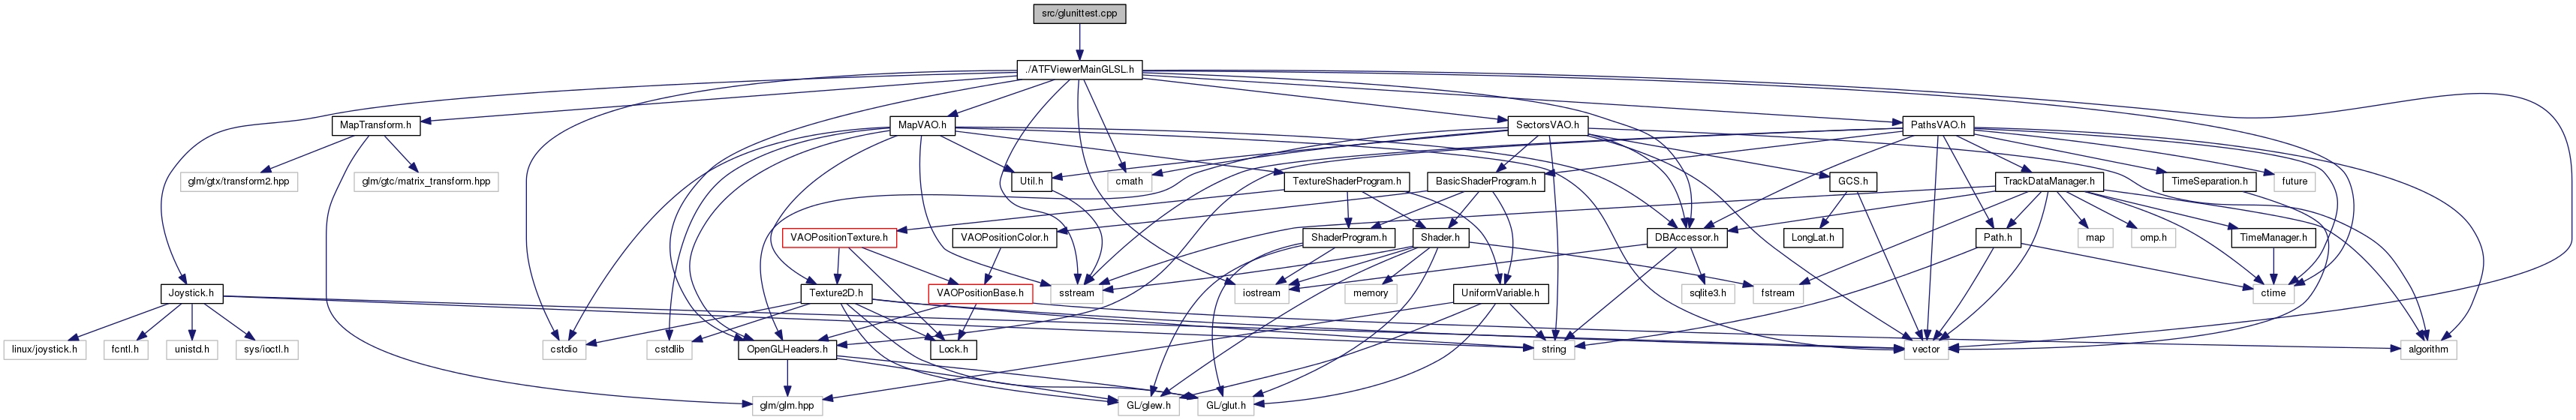 src/glunittest.cpp
./ATFViewerMainGLSL.h
MapTransform.h
MapVAO.h
SectorsVAO.h
PathsVAO.h
glm/gtx/transform2.hpp
glm/gtc/matrix_transform.hpp
Util.h
cmath
TextureShaderProgram.h
BasicShaderProgram.h
GCS.h
TrackDataManager.h
TimeSeparation.h
future
VAOPositionTexture.h
VAOPositionColor.h
ShaderProgram.h
Shader.h
DBAccessor.h
LongLat.h
Path.h
map
omp.h
TimeManager.h
Joystick.h
Texture2D.h
VAOPositionBase.h
sstream
iostream
memory
UniformVariable.h
sqlite3.h
fstream
ctime
linux/joystick.h
fcntl.h
unistd.h
sys/ioctl.h
cstdio
cstdlib
OpenGLHeaders.h
Lock.h
string
vector
algorithm
glm/glm.hpp
GL/glew.h
GL/glut.h